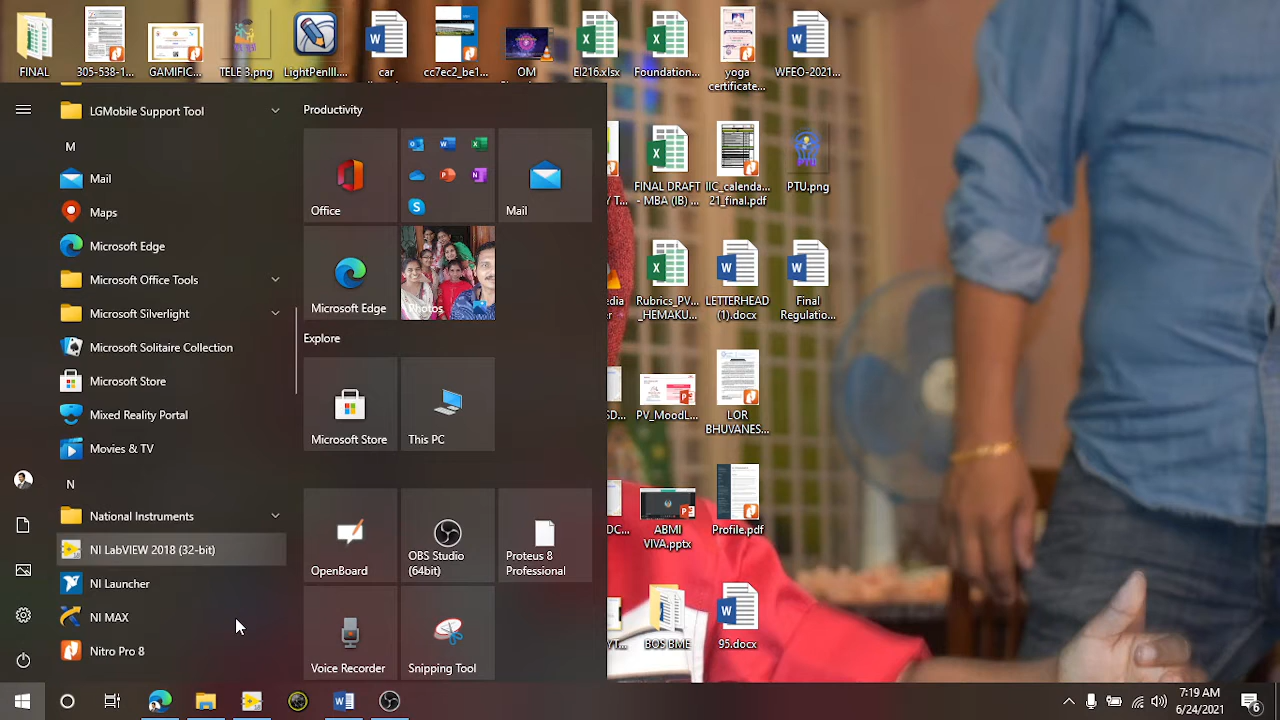 FINAL
305-538-1...
GAMIFIC...
TELE 3.png
LightPenIII....
car
cc7ec2_be1...
OM
EI216.xlsx
Foundation...
yoga
certificate...
WFEO-2021...
LGMobile Support Tool
Mail
Maps
Microsoft Edge
Microsoft Office Tools
Microsoft Silverlight
Microsoft Solitaire Collection
Microsoft Store
Mixed Reality Portal
Movies & TV
N
National Instruments
NI LabVIEW 2018 (32-bit)
NI Launcher
NI MAX
Nitro PRO
Productivity
Office
Mail
Microsoft Edge
Photos
Explore
Microsoft Store
This PC
OpenBoard
OBS Studio
(64bit)
Proteus 8
Professional
Voice Recorder
Snipping Tool
FINAL DRAFT
- MBA (IB) ...
IIC_calenda...
21_final.pdf
PTU
PTU.png
Rubrics_PV...
_HEMAKU...
LETTERHEAD
(1).docx
Final
Regulatio...
PV_MoodL...
LOR
BHUVANES...
ABMI
VIVA.pptx
Profile.pdf
BOS BME
95.docx
7:19 AM
6/24/2021
6